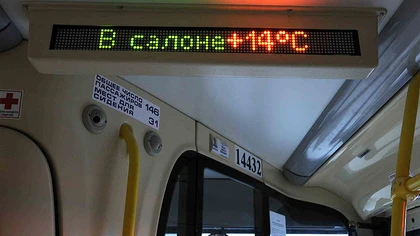 В салоне+14°C
ОБЩЕЕ ЧИСЛО
ПАССАЖИРОВ 146
МЕСТ ДЛЯ
СИДЕНИЯ 31
14432